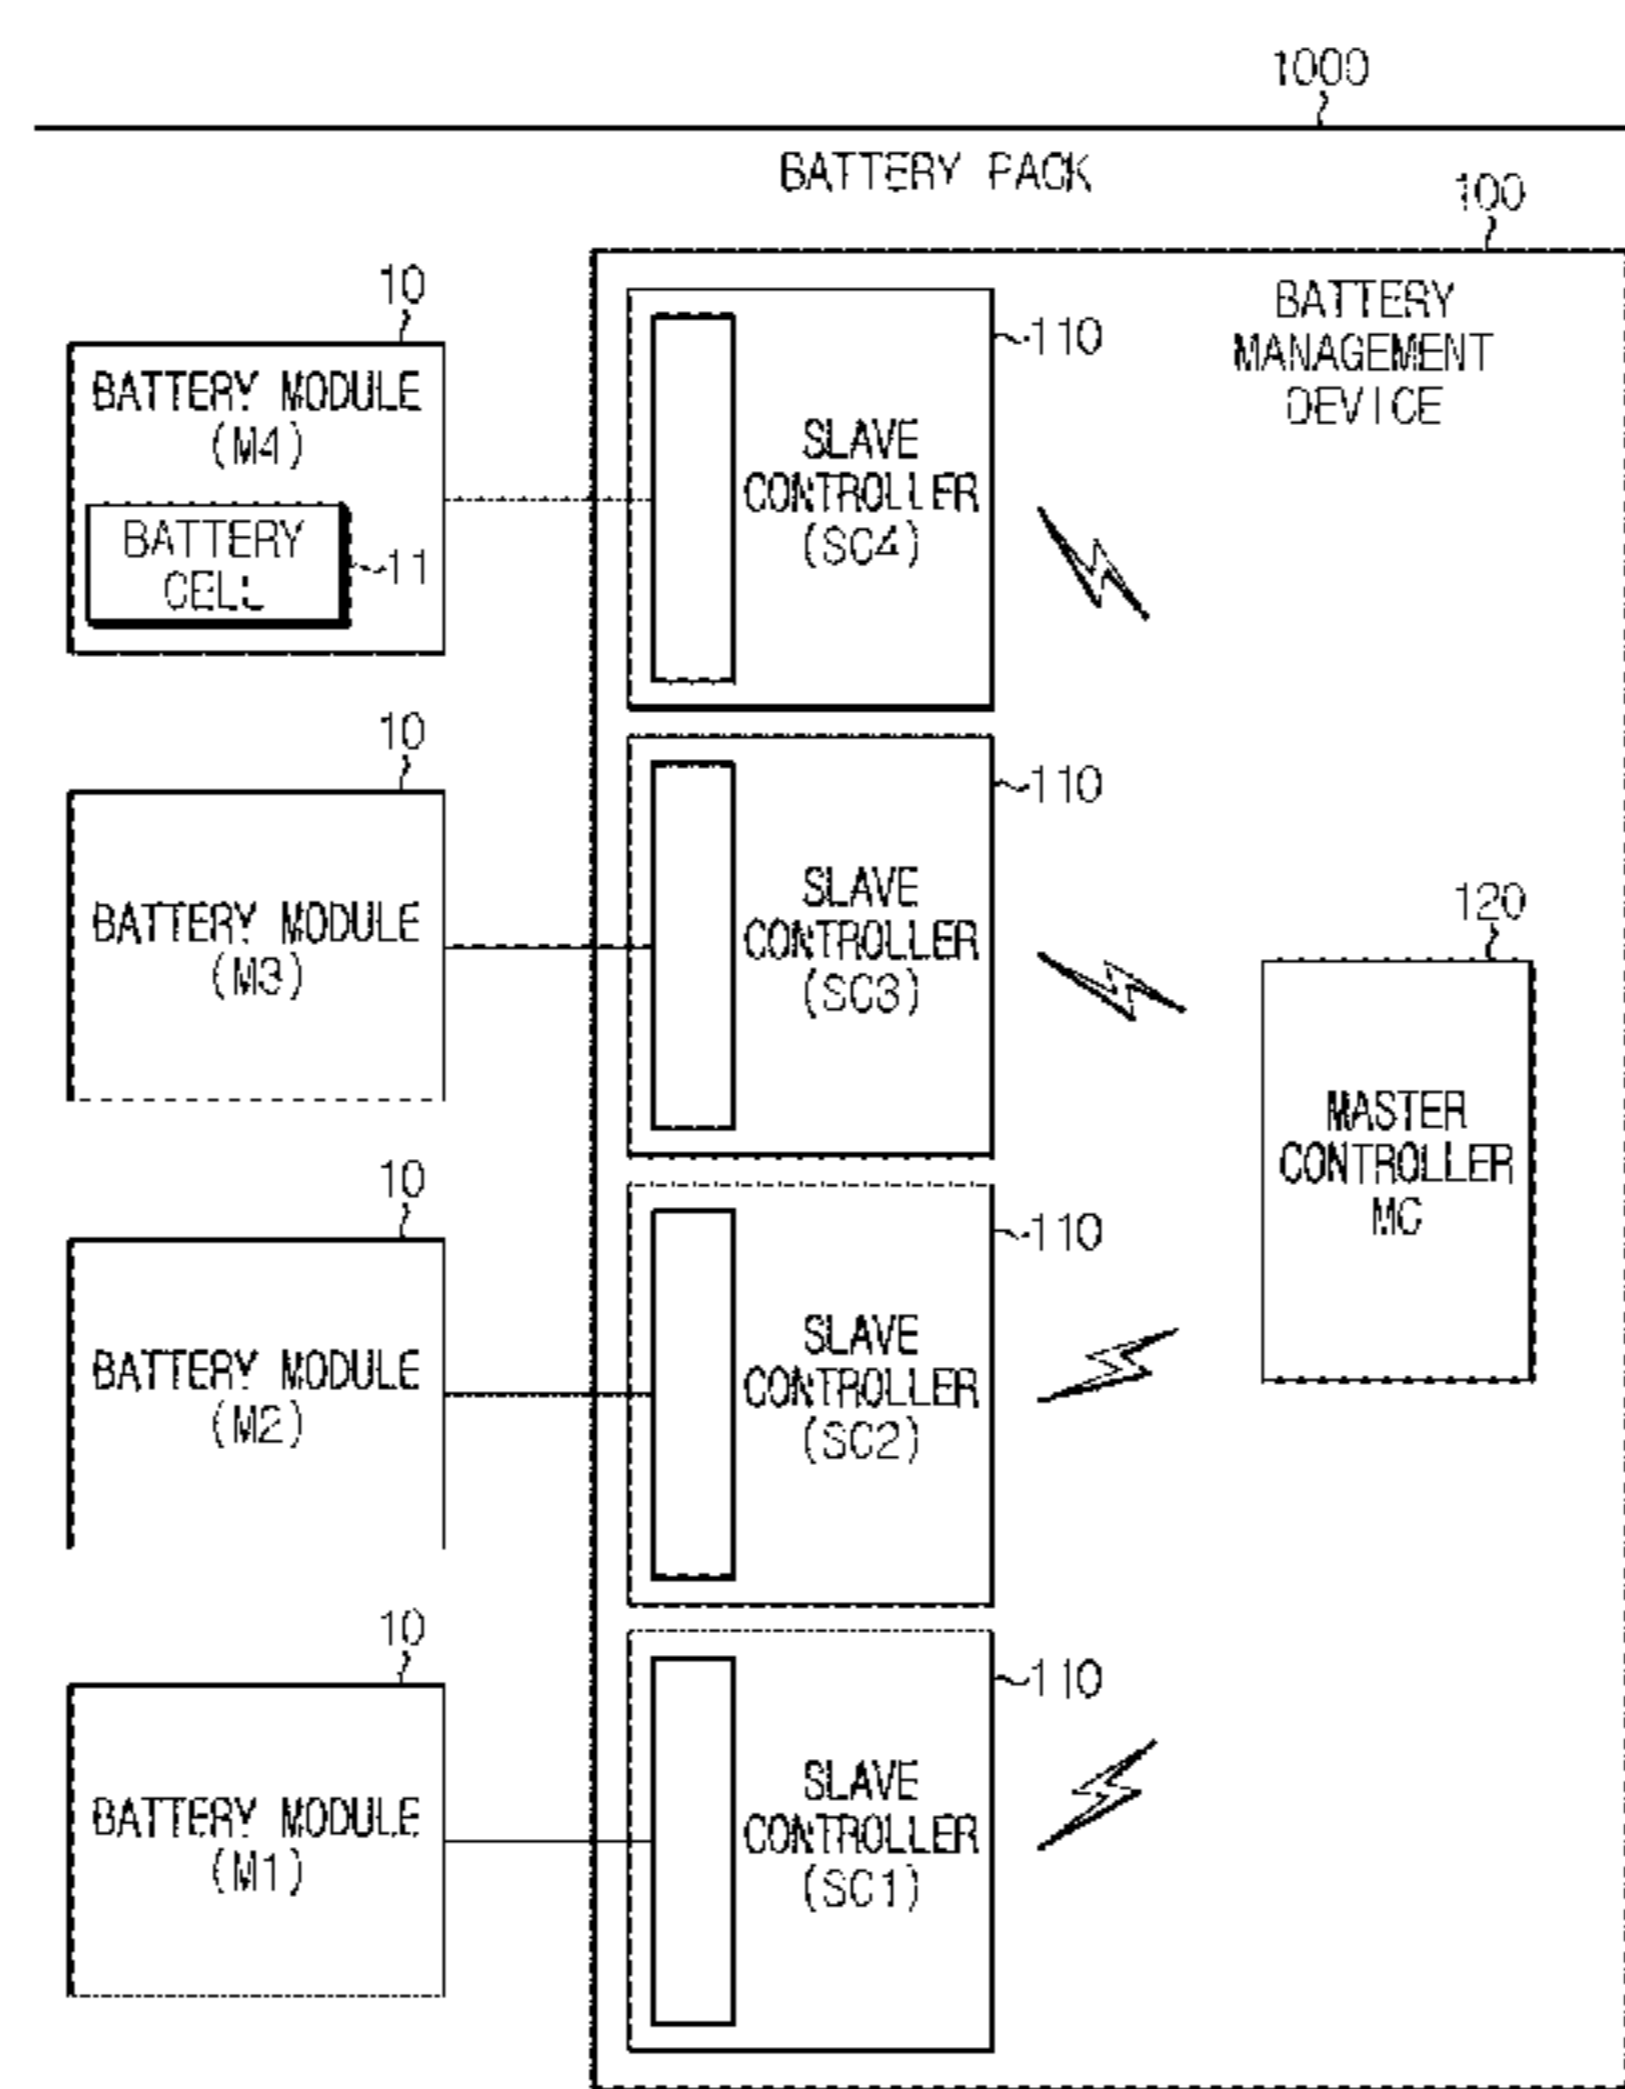 1000
BATTERY PACK
100
BATTERY
MANAGEMENT
DEVICE
10
BATTERY MODULE
(M4)
BATTERY
CELL
11
110
SLAVE
CONTROLLER
(SC4)
10
BATTERY MODULE
(M3)
110
SLAVE
CONTROLLER
(SC3)
120
MASTER
CONTROLLER
MC
10
BATTERY MODULE
(M2)
110
SLAVE
CONTROLLER
(SC2)
10
BATTERY MODULE
(M1)
110
SLAVE
CONTROLLER
(SC1)